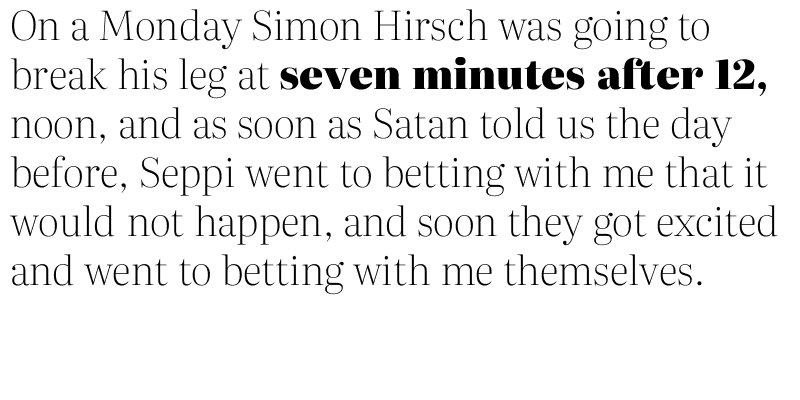 On a Monday Simon Hirsch was going to
break his leg at seven minutes after 12,
noon, and as soon as Satan told us the day
before, Seppi went to betting with me that it
would not happen, and soon they got excited
and went to betting with me themselves.